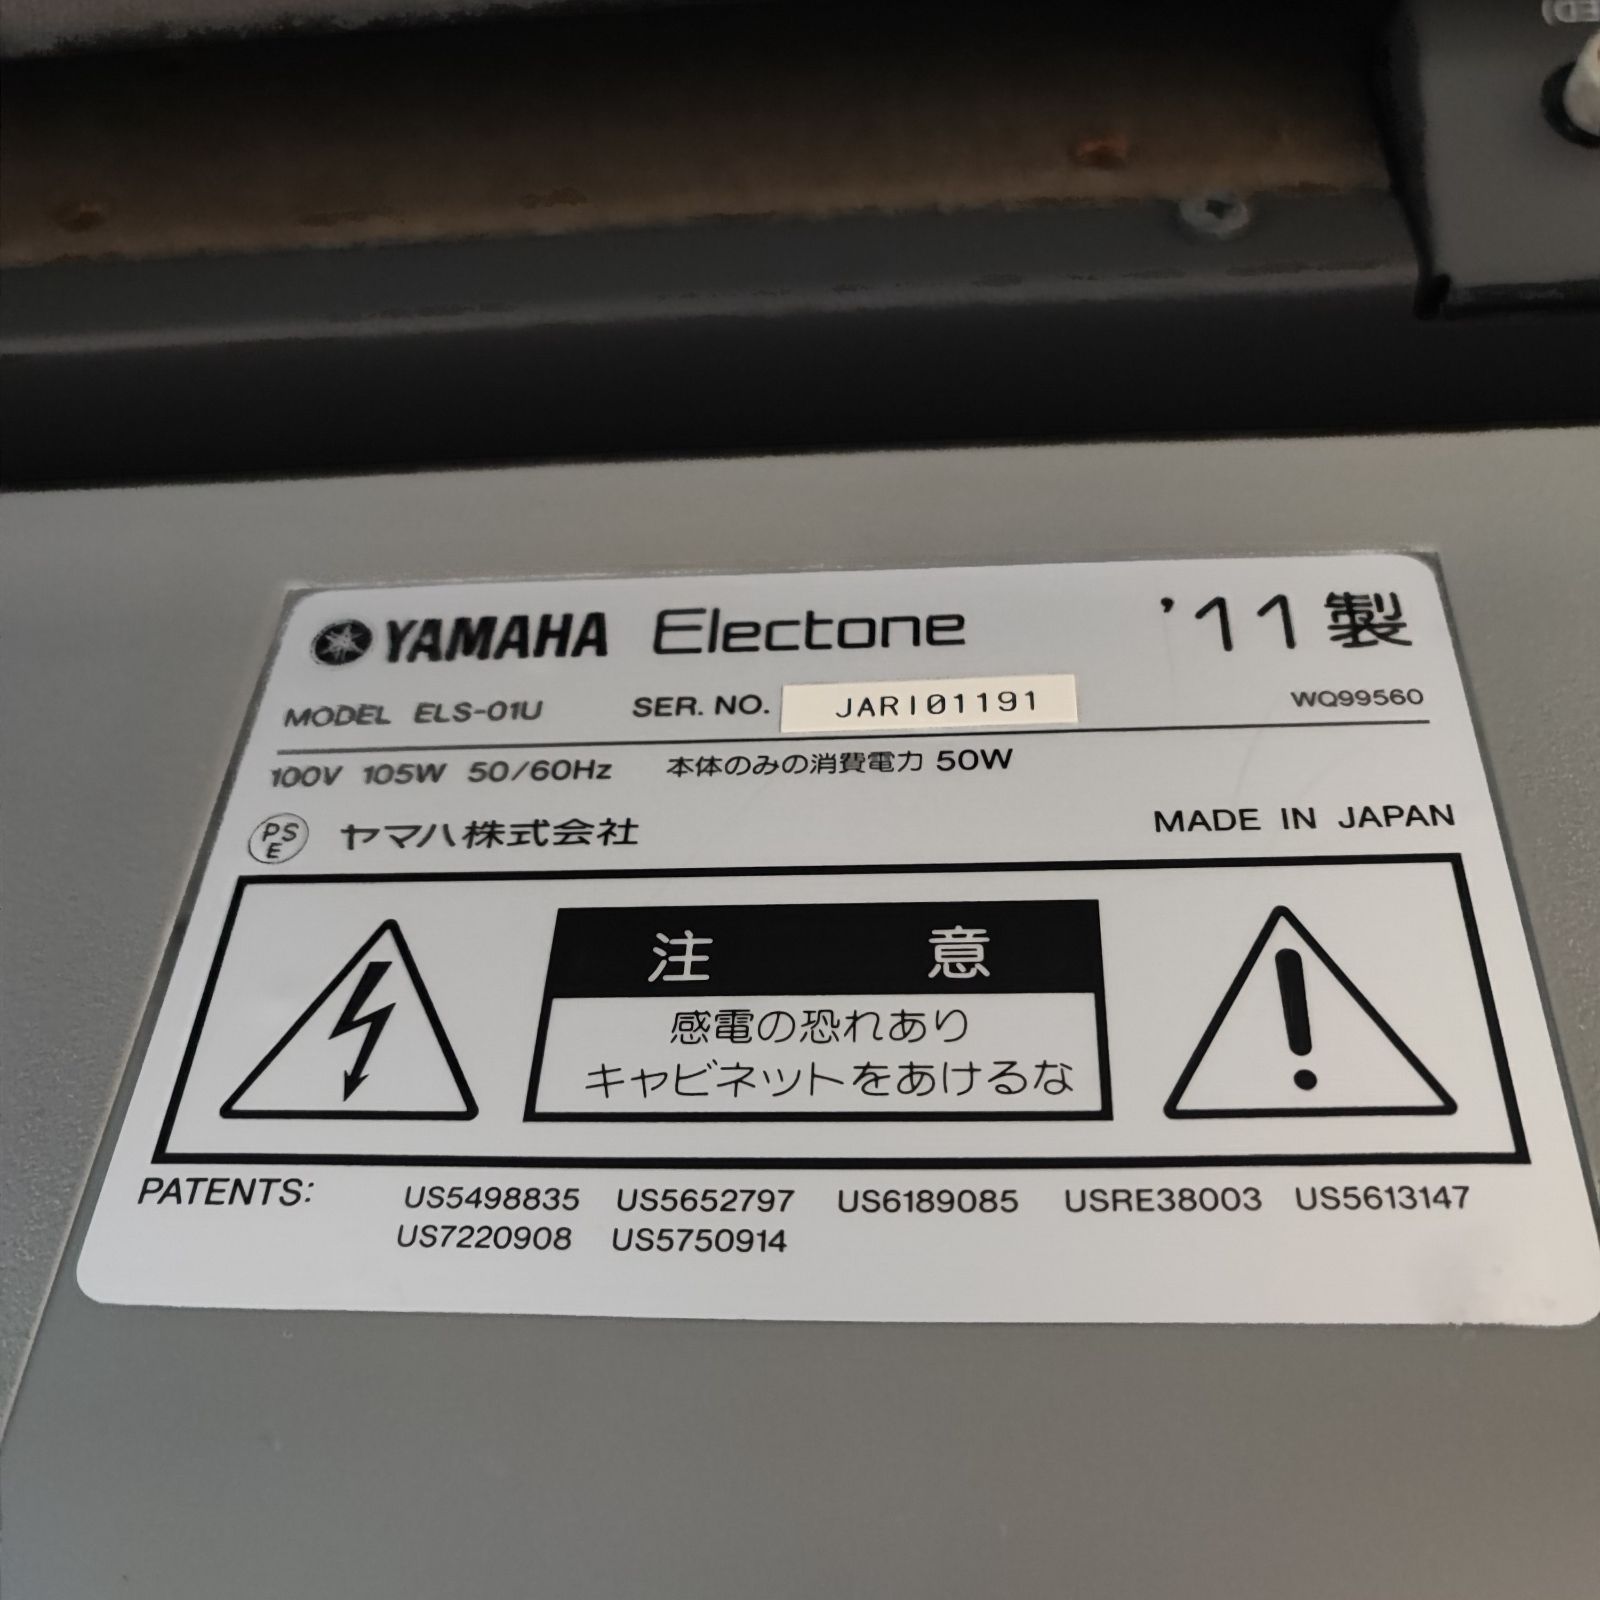 YAMAHA Electone '11 製
MODEL ELS-01U SER. NO. JARI01191 WQ99560
100V 105W 50/60Hz 本体のみの消費電力 50W
PSE ヤマハ株式会社 MADE IN JAPAN
注意
感電の恐れあり
キャビネットをあけるな
PATENTS: US5498835 US5652797 US6189085 USRE38003 US5613147
US7220908 US5750914